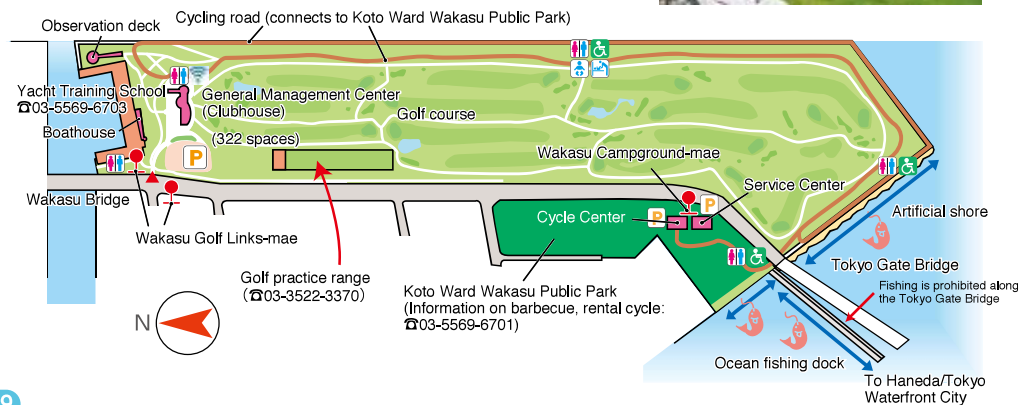 Observation deck
Cycling road (connects to Koto Ward Wakasu Public Park)
Yacht Training School
☎03-5569-6703
Boathouse
General Management Center
(Clubhouse)
(322 spaces)
P
Golf course
Wakasu Campground-mae
Service Center
Wakasu Bridge
Wakasu Golf Links-mae
Cycle Center
P
P
Artificial shore
Golf practice range
(☎03-3522-3370)
Koto Ward Wakasu Public Park
(Information on barbecue, rental cycle:
☎03-5569-6701)
Tokyo Gate Bridge
Fishing is prohibited along
the Tokyo Gate Bridge
N
Ocean fishing dock
To Haneda/Tokyo
Waterfront City